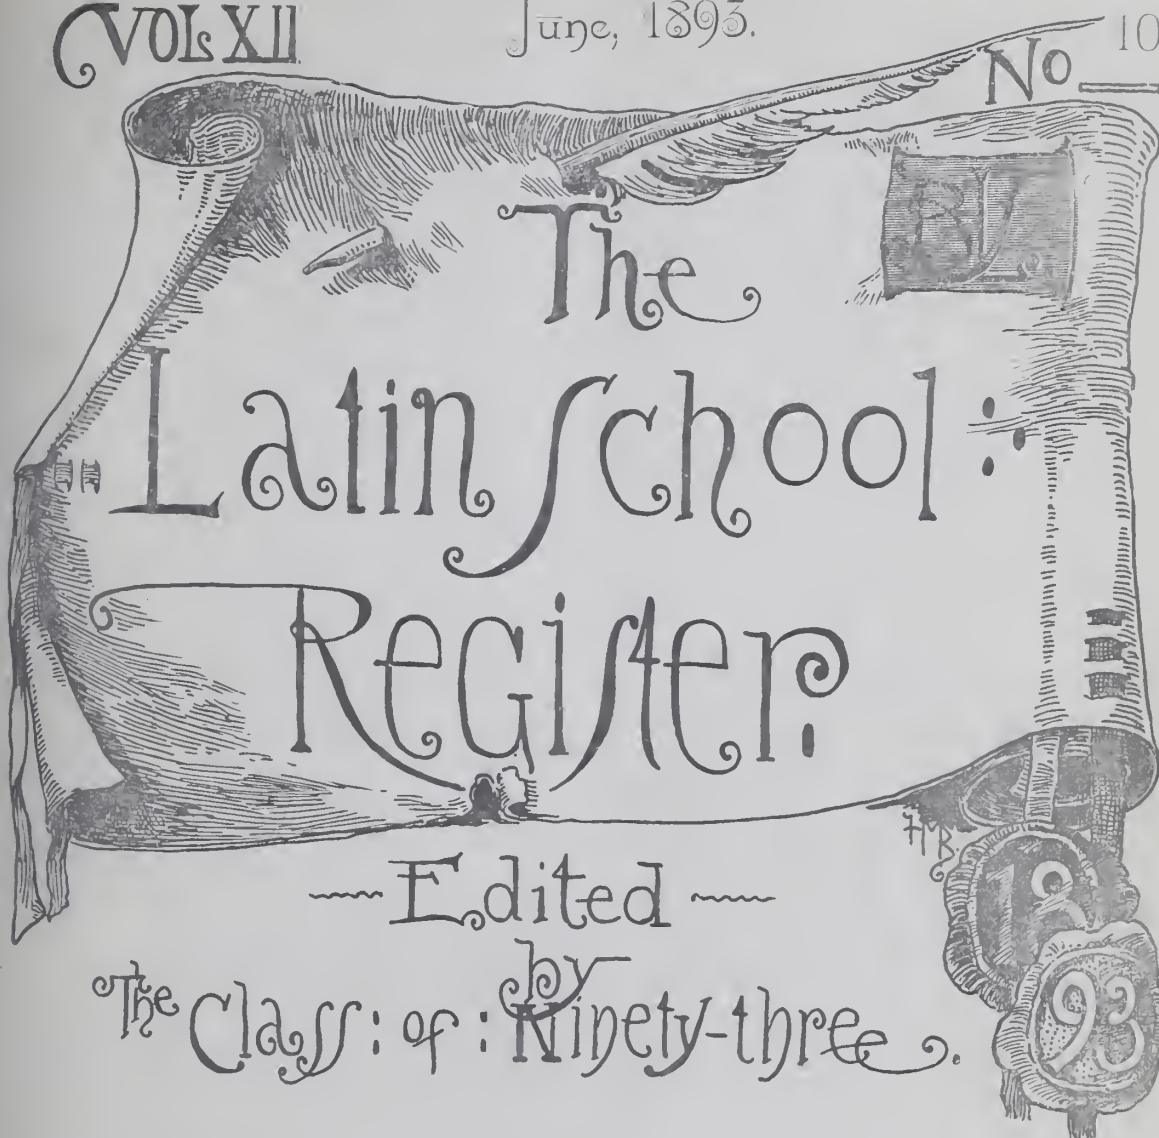 VOL. XII.
June, 1893.
No 10
The
Latin School:
Register.
HMB
Edited
by
The Class: of: Ninety-three.
18
93